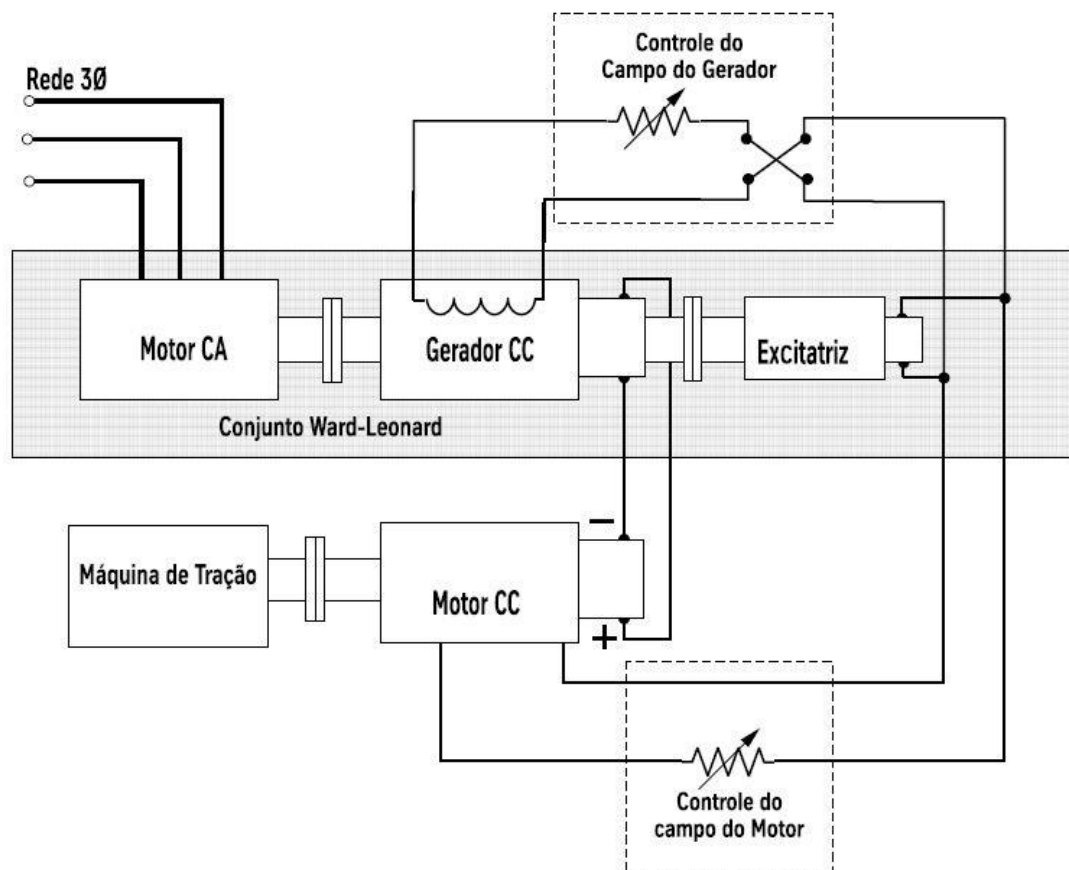 Controle do
Campo do Gerador
Rede 3Ø
Motor CA
Gerador CC
Excitatriz
Conjunto Ward-Leonard
Máquina de Tração
Motor CC
−
+
Controle do
campo do Motor